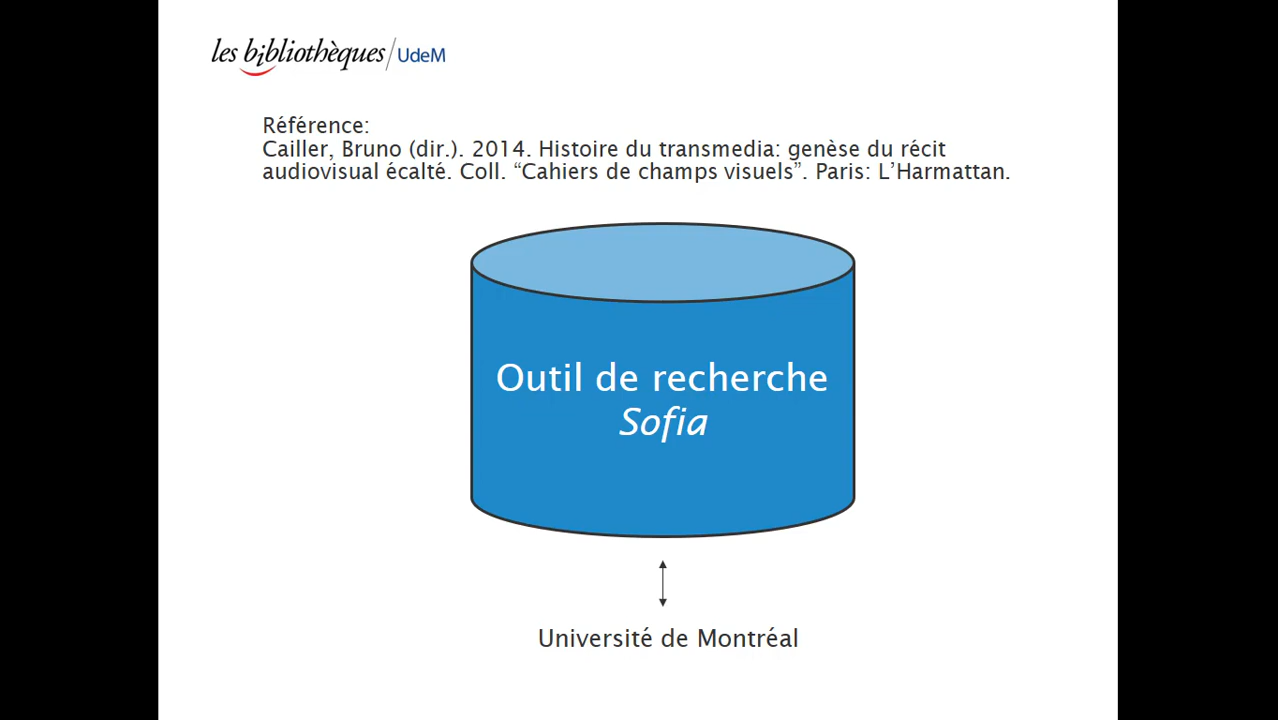 les bibliothèques/UdeM
Référence:
Cailler, Bruno (dir.). 2014. Histoire du transmedia: genèse du récit
audiovisual écalté. Coll. “Cahiers de champs visuels”. Paris: L’Harmattan.
Outil de recherche
Sofia
Université de Montréal